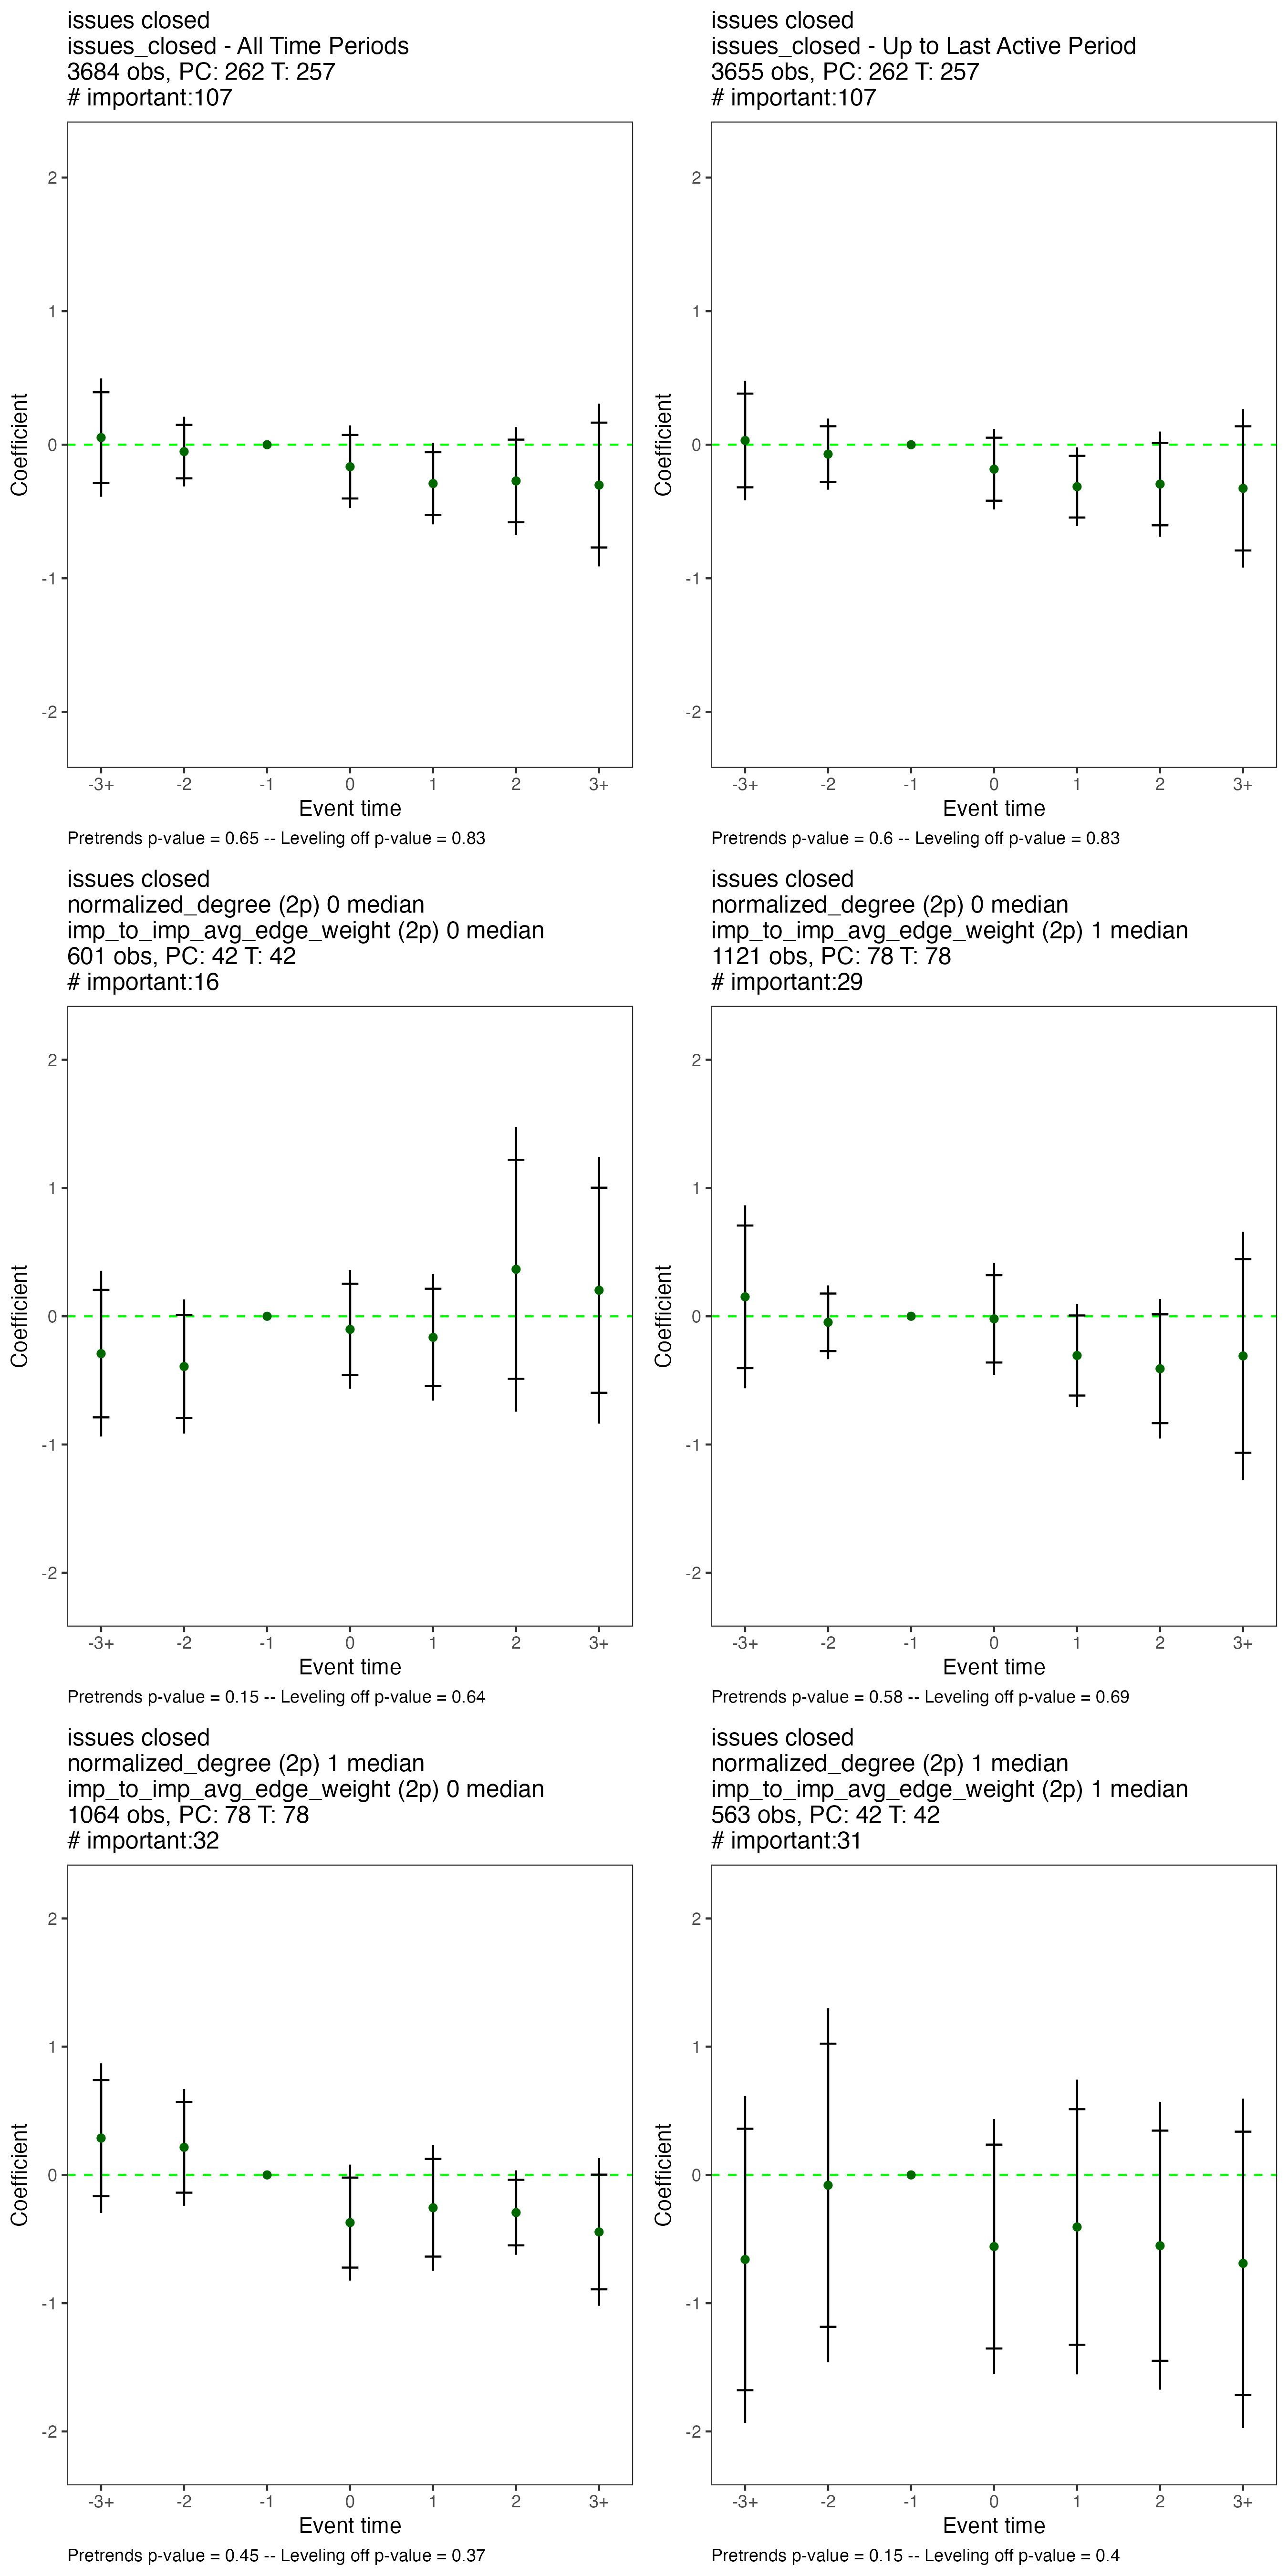 issues closed
issues_closed - All Time Periods
3684 obs, PC: 262 T: 257
# important:107
2
1
0
-1
-2
Coefficient
-3+ -2 -1 0 1 2 3+
Event time
Pretrends p-value = 0.65 -- Leveling off p-value = 0.83
issues closed
issues_closed - Up to Last Active Period
3655 obs, PC: 262 T: 257
# important:107
2
1
0
-1
-2
Coefficient
-3+ -2 -1 0 1 2 3+
Event time
Pretrends p-value = 0.6 -- Leveling off p-value = 0.83
issues closed
normalized_degree (2p) 0 median
imp_to_imp_avg_edge_weight (2p) 0 median
601 obs, PC: 42 T: 42
# important:16
2
1
0
-1
-2
Coefficient
-3+ -2 -1 0 1 2 3+
Event time
Pretrends p-value = 0.15 -- Leveling off p-value = 0.64
issues closed
normalized_degree (2p) 0 median
imp_to_imp_avg_edge_weight (2p) 1 median
1121 obs, PC: 78 T: 78
# important:29
2
1
0
-1
-2
Coefficient
-3+ -2 -1 0 1 2 3+
Event time
Pretrends p-value = 0.58 -- Leveling off p-value = 0.69
issues closed
normalized_degree (2p) 1 median
imp_to_imp_avg_edge_weight (2p) 0 median
1064 obs, PC: 78 T: 78
# important:32
2
1
0
-1
-2
Coefficient
-3+ -2 -1 0 1 2 3+
Event time
Pretrends p-value = 0.45 -- Leveling off p-value = 0.37
issues closed
normalized_degree (2p) 1 median
imp_to_imp_avg_edge_weight (2p) 1 median
563 obs, PC: 42 T: 42
# important:31
2
1
0
-1
-2
Coefficient
-3+ -2 -1 0 1 2 3+
Event time
Pretrends p-value = 0.15 -- Leveling off p-value = 0.4